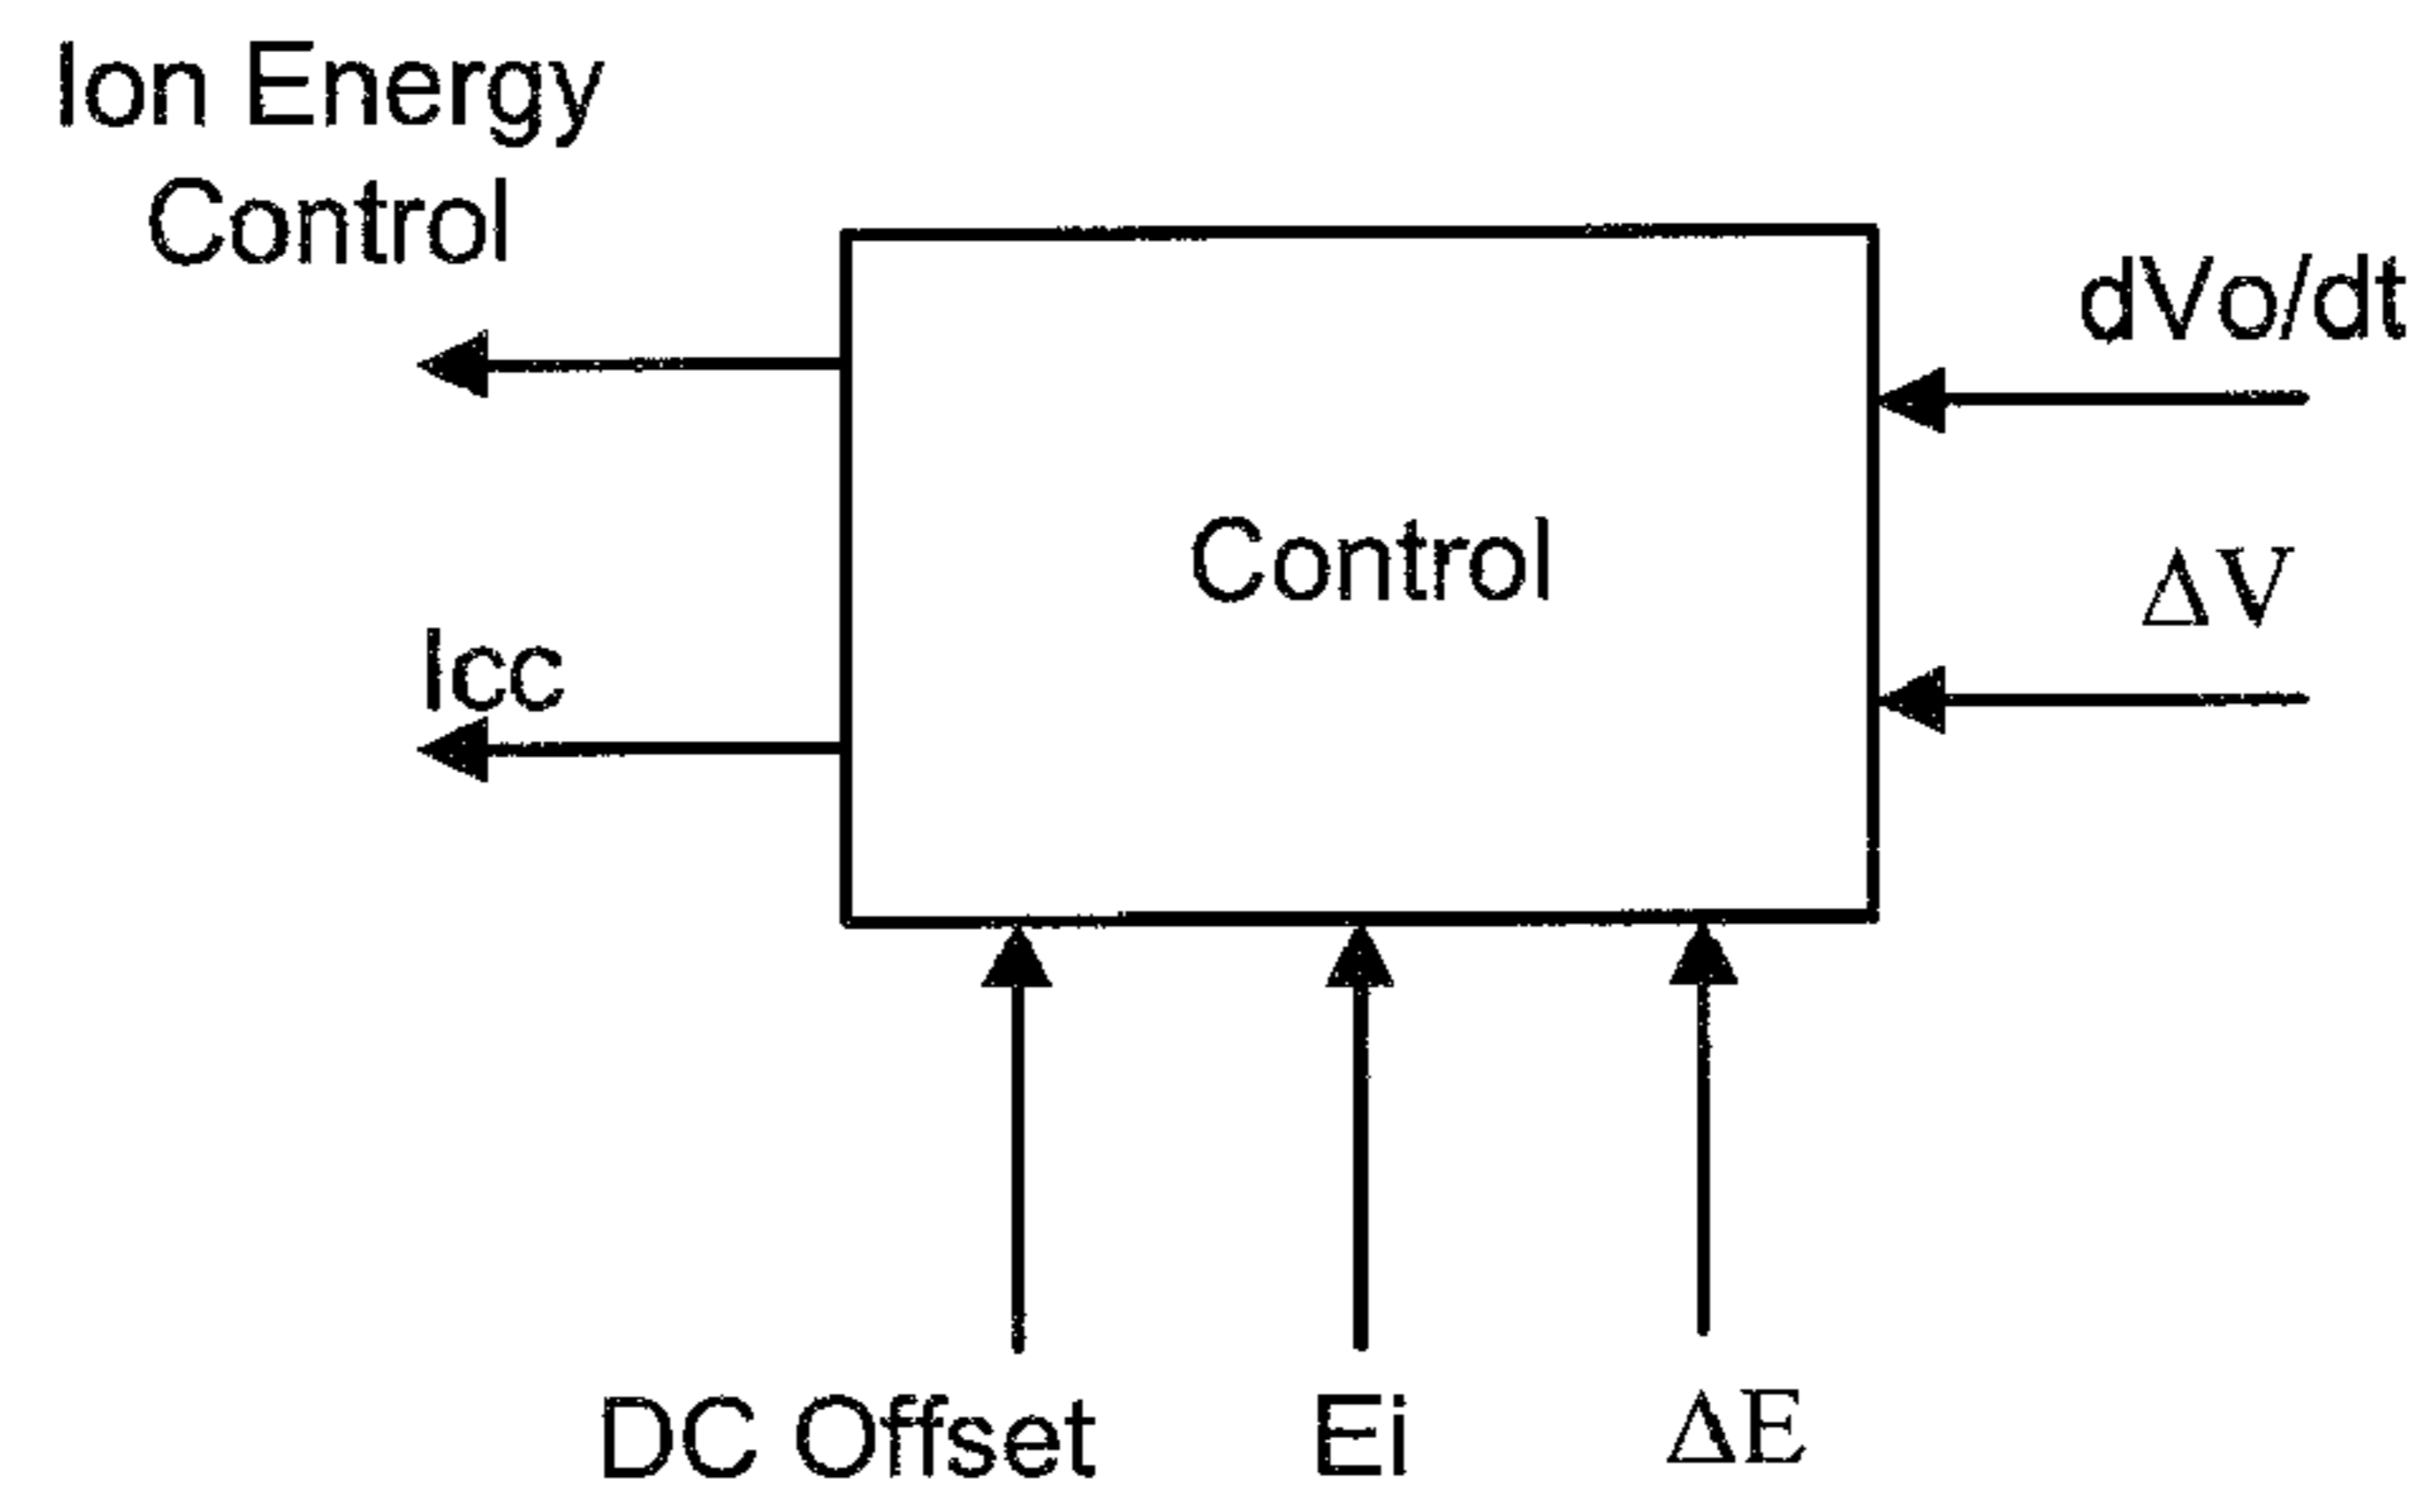 Ion Energy
Control
dVo/dt
Control
ΔV
Icc
DC Offset
Ei
ΔE